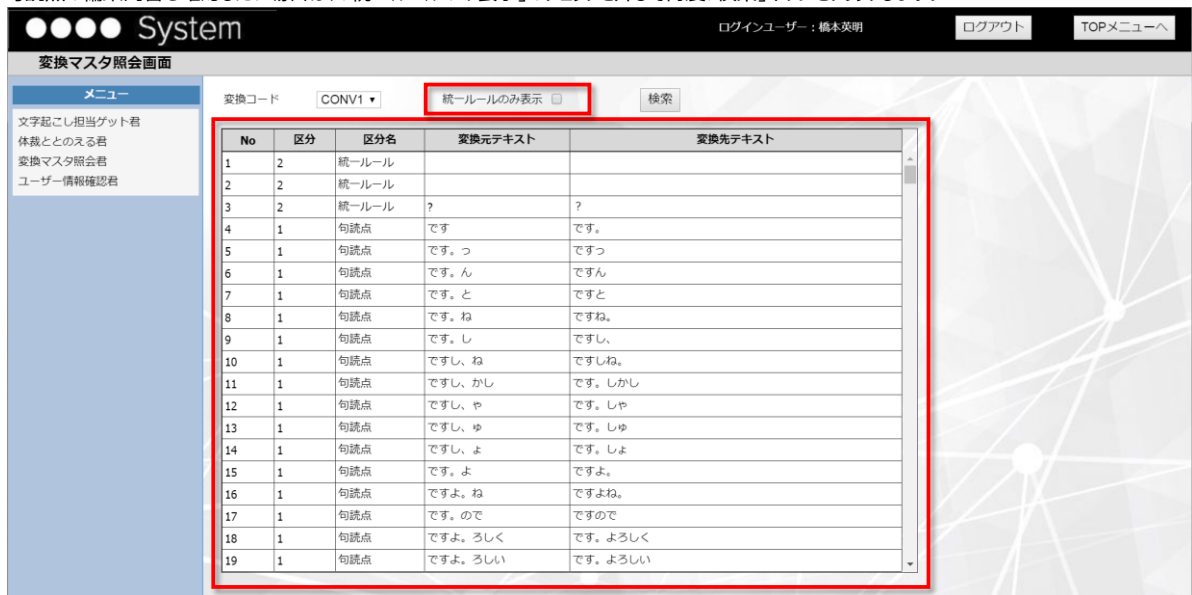 ●●●● System ログインユーザー：橋本英明 ログアウト TOPメニューへ
変換マスタ照会画面
メニュー
文字起こし担当ゲット君
体裁ととのえる君
変換マスタ照会君
ユーザー情報確認君
変換コード CONV1 統一ルールのみ表示 検索
No 区分 区分名 変換元テキスト 変換先テキスト
1 2 統一ルール
2 2 統一ルール
3 2 統一ルール ? ？
4 1 句読点 です です。
5 1 句読点 です。っ ですっ
6 1 句読点 です。ん ですん
7 1 句読点 です。と ですと
8 1 句読点 です。ね ですね。
9 1 句読点 です。し ですし、
10 1 句読点 ですし、ね ですしね。
11 1 句読点 ですし、かし です。しかし
12 1 句読点 ですし、ゃ です。しゃ
13 1 句読点 ですし、ゅ です。しゅ
14 1 句読点 ですし、ょ です。しょ
15 1 句読点 です。よ ですよ。
16 1 句読点 ですよ。ね ですよね。
17 1 句読点 です。ので ですので
18 1 句読点 ですよ。ろしく です。よろしく
19 1 句読点 ですよ。ろしい です。よろしい